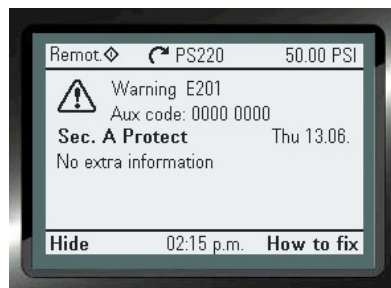 Remot. PS220 50.00 PSI
Warning E201
Aux code: 0000 0000
Sec. A Protect Thu 13.06.
No extra information
Hide 02:15 p.m. How to fix